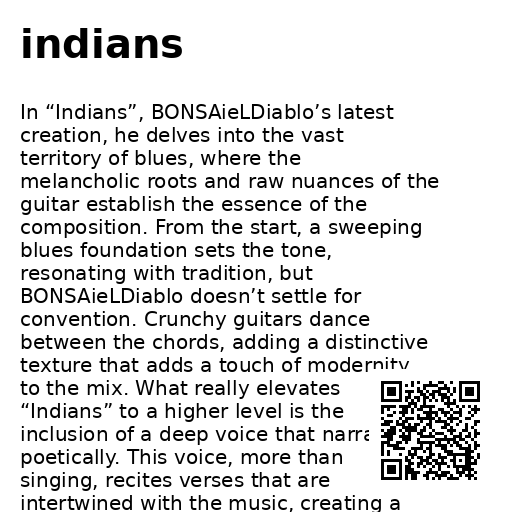 indians
In “Indians”, BONSAieLDiablo’s latest
creation, he delves into the vast
territory of blues, where the
melancholic roots and raw nuances of the
guitar establish the essence of the
composition. From the start, a sweeping
blues foundation sets the tone,
resonating with tradition, but
BONSAieLDiablo doesn’t settle for
convention. Crunchy guitars dance
between the chords, adding a distinctive
texture that adds a touch of modernity
to the mix. What really elevates
“Indians” to a higher level is the
inclusion of a deep voice that
poetically. This voice, more than
singing, recites verses that are
intertwined with the music, creating a